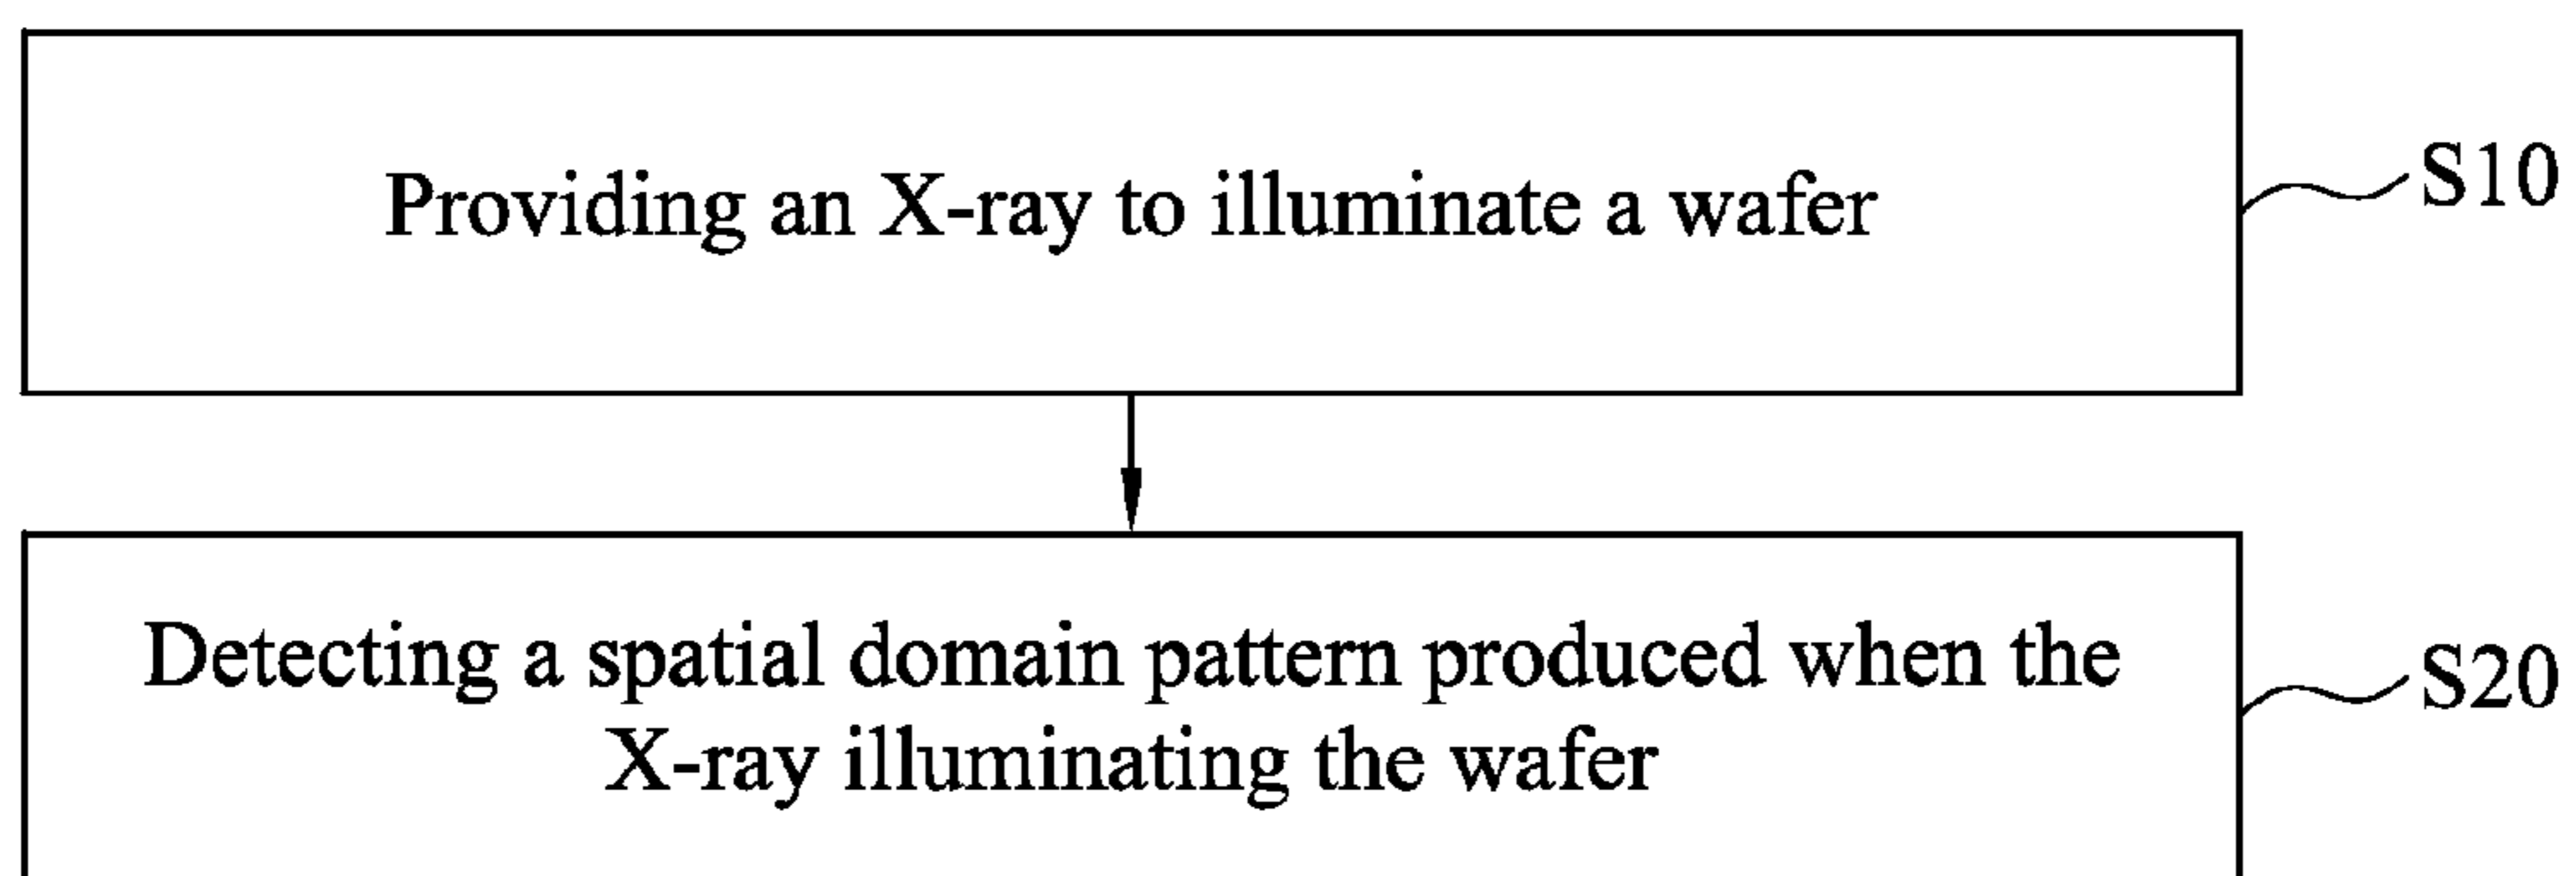 Providing an X-ray to illuminate a wafer
S10
Detecting a spatial domain pattern produced when the
X-ray illuminating the wafer
S20